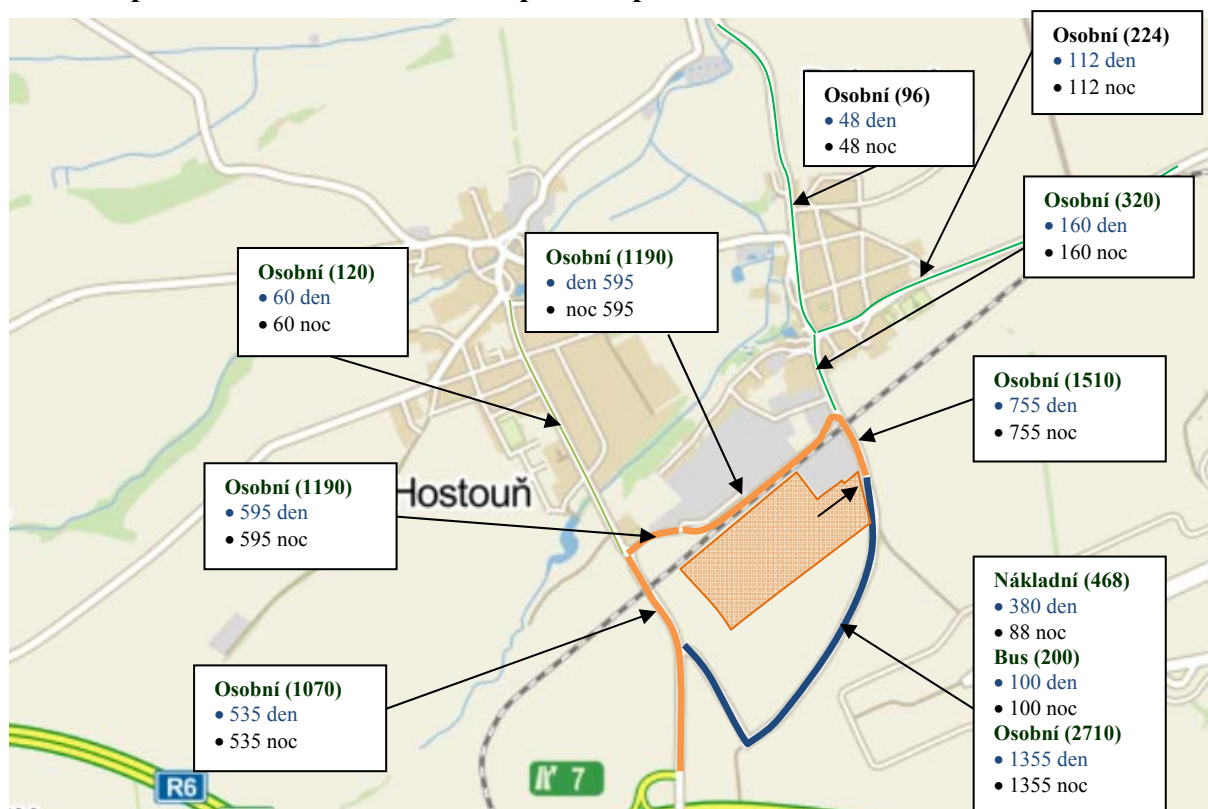 Osobní (224)
• 112 den
• 112 noc
Osobní (96)
• 48 den
• 48 noc
Osobní (320)
• 160 den
• 160 noc
Osobní (1190)
• den 595
• noc 595
Osobní (120)
• 60 den
• 60 noc
Osobní (1510)
• 755 den
• 755 noc
Hostouň
Osobní (1190)
• 595 den
• 595 noc
Nákladní (468)
• 380 den
• 88 noc
Bus (200)
• 100 den
• 100 noc
Osobní (2710)
• 1355 den
• 1355 noc
Osobní (1070)
• 535 den
• 535 noc
R6
7